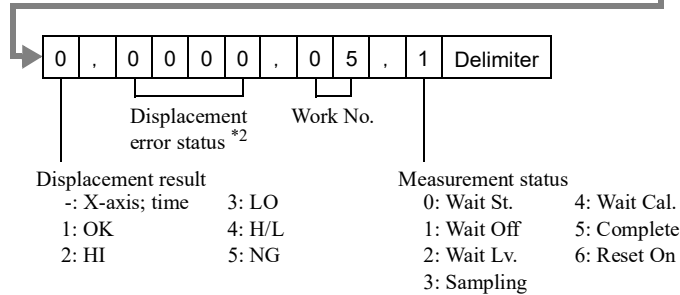 0 , 0 0 0 0 , 0 5 , 1 Delimiter
Displacement error status *2
Work No.
Displacement result
-: X-axis; time
1: OK
2: HI
3: LO
4: H/L
5: NG
Measurement status
0: Wait St.
1: Wait Off
2: Wait Lv.
3: Sampling
4: Wait Cal.
5: Complete
6: Reset On